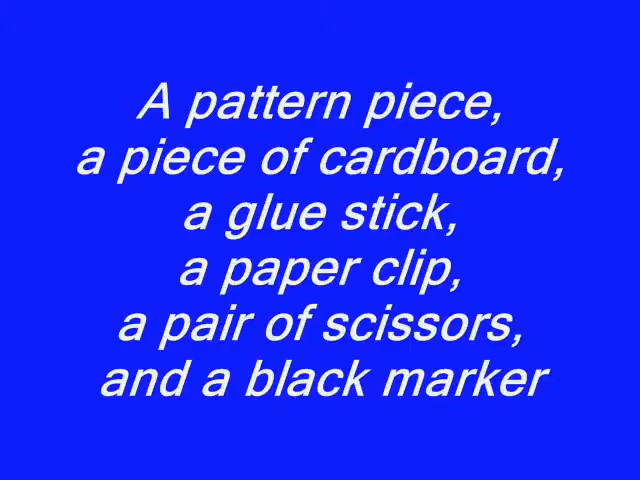 A pattern piece,
a piece of cardboard,
a glue stick,
a paper clip,
a pair of scissors,
and a black marker